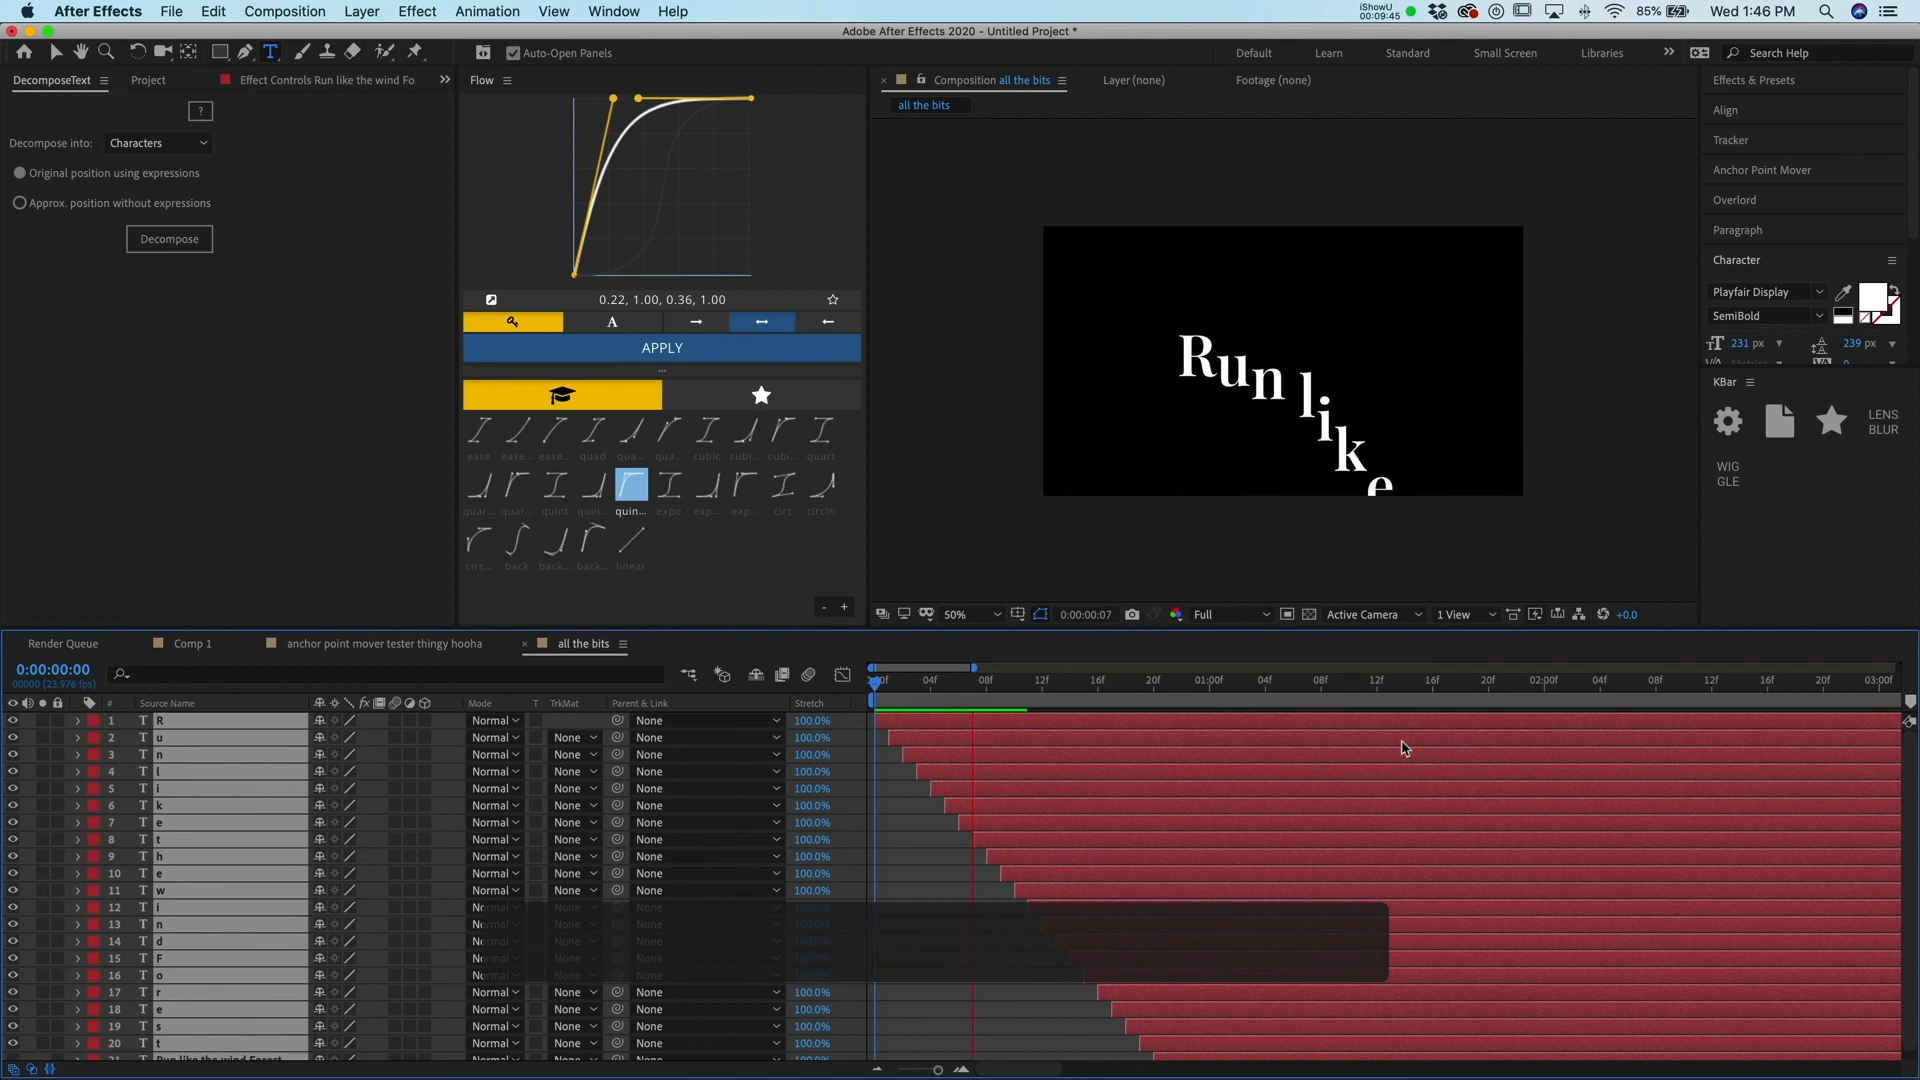 After Effects File Edit Composition Layer Effect Animation View Window Help
iShowU
00:09:45
85%
Wed 1:46 PM
Adobe After Effects 2020 - Untitled Project *
Auto-Open Panels
Default Learn Standard Small Screen Libraries
Search Help
DecomposeText
Project
Effect Controls Run like the wind Fo
?
Decompose into: Characters
Original position using expressions
Approx. position without expressions
Decompose
Flow
0.22, 1.00, 0.36, 1.00
A
APPLY
ease ease... ease... quad qua... qua... cubic cubi... cubi... quart
quar... quar... quint quin... quin... expo exp... exp... circ circIn
circ... back back... back... linear
- +
Composition all the bits
Layer (none)
Footage (none)
all the bits
Run like
50%
0:00:00:07
Full
Active Camera
1 View
+0.0
Effects & Presets
Align
Tracker
Anchor Point Mover
Overlord
Paragraph
Character
Playfair Display
SemiBold
231 px
239 px
Metrics
0
KBar
LENS
BLUR
WIG
GLE
Render Queue
Comp 1
anchor point mover tester thingy hooha
all the bits
0:00:00:00
00000 (23.976 fps)
# Source Name fx Mode T TrkMat Parent & Link Stretch
04f 08f 12f 16f 20f 01:00f 04f 08f 12f 16f 20f 02:00f 04f 08f 12f 16f 20f 03:00f
1 T R Normal None 100.0%
2 T u Normal None None 100.0%
3 T n Normal None None 100.0%
4 T l Normal None None 100.0%
5 T i Normal None None 100.0%
6 T k Normal None None 100.0%
7 T e Normal None None 100.0%
8 T t Normal None None 100.0%
9 T h Normal None None 100.0%
10 T e Normal None None 100.0%
11 T w Normal None None 100.0%
12 T i Normal None None 100.0%
13 T n Normal None None 100.0%
14 T d Normal None None 100.0%
15 T F Normal None None 100.0%
16 T o Normal None None 100.0%
17 T r Normal None None 100.0%
18 T e Normal None None 100.0%
19 T s Normal None None 100.0%
20 T t Normal None None 100.0%
21 Run like the wind Forest